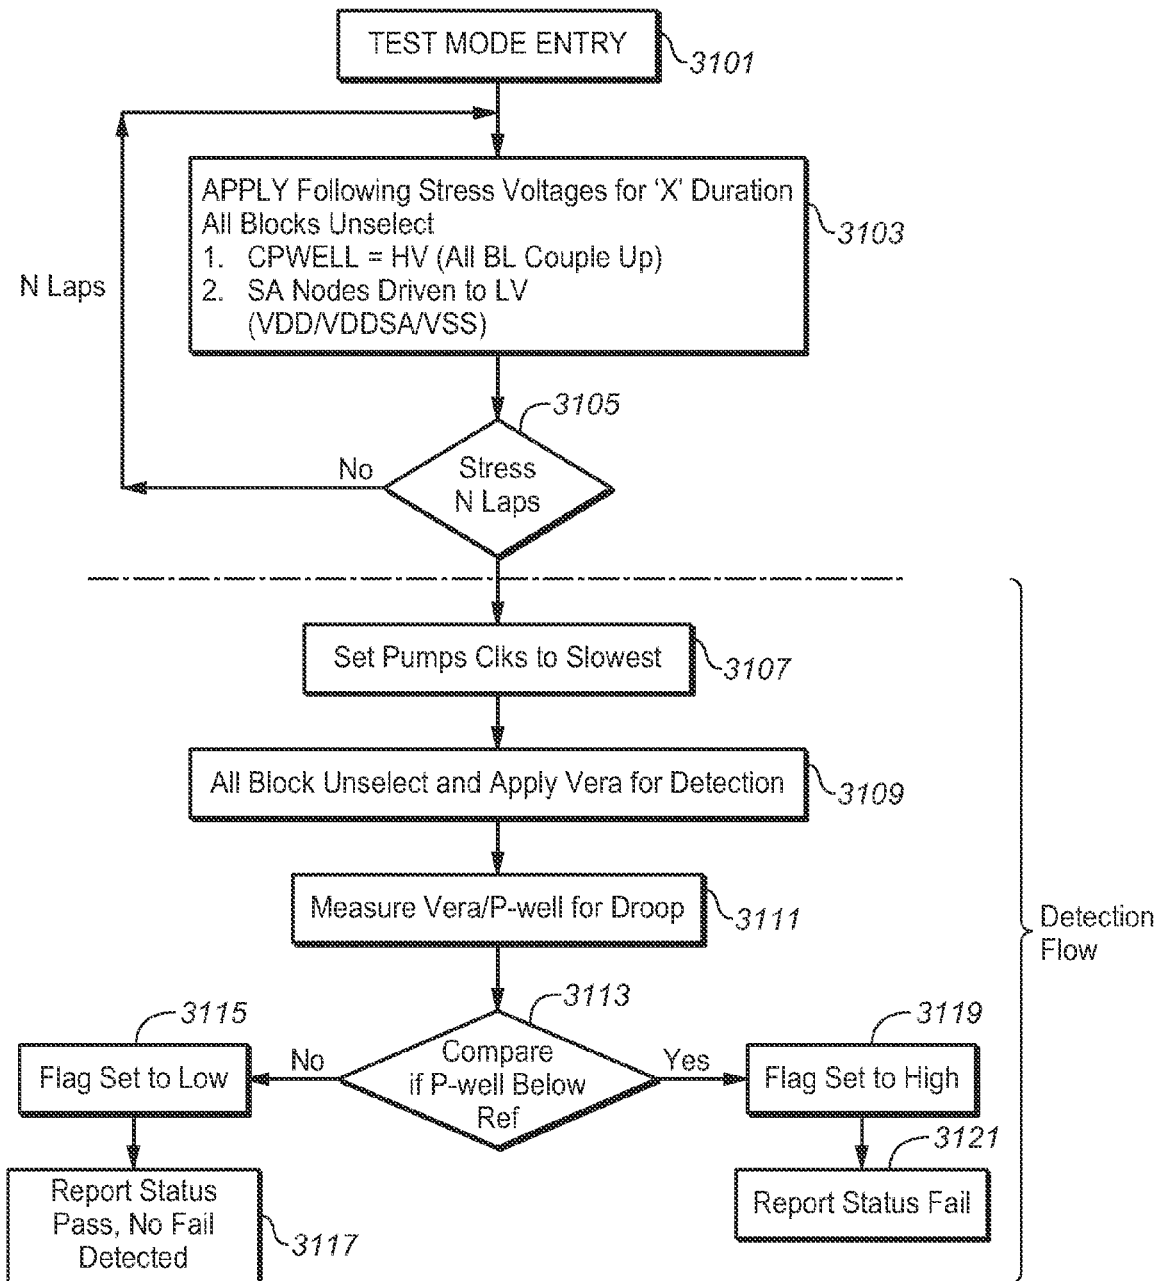 TEST MODE ENTRY
3101
APPLY Following Stress Voltages for 'X' Duration
All Blocks Unselect
1. CPWELL = HV (All BL Couple Up)
2. SA Nodes Driven to LV
(VDD/VDDSA/VSS)
3103
N Laps
3105
Stress
N Laps
No
Set Pumps Clks to Slowest
3107
All Block Unselect and Apply Vera for Detection
3109
Measure Vera/P-well for Droop
3111
Detection
Flow
3113
Compare
if P-well Below
Ref
No
Yes
3115
Flag Set to Low
3119
Flag Set to High
Report Status
Pass, No Fail
Detected
3117
3121
Report Status Fail